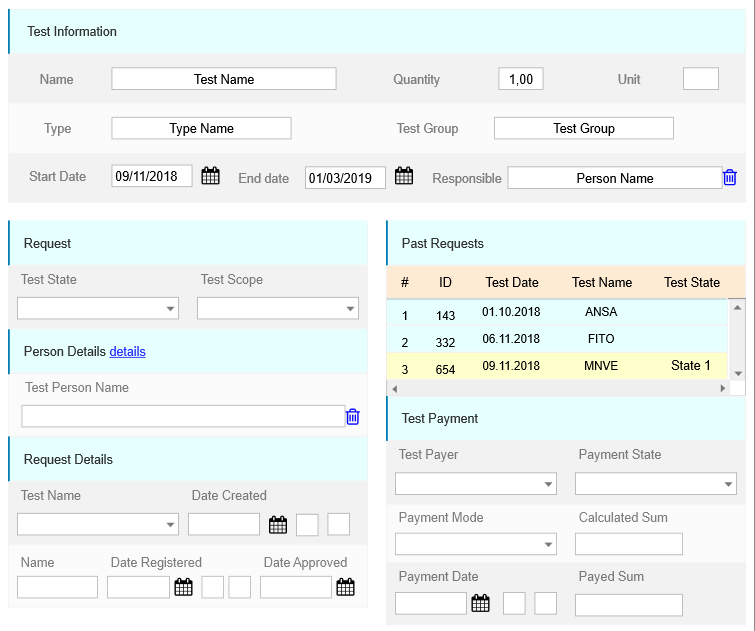 Test Information
Name Test Name Quantity 1,00 Unit
Type Type Name Test Group Test Group
Start Date 09/11/2018 End date 01/03/2019 Responsible Person Name
Request
Test State Test Scope
Person Details details
Test Person Name
Request Details
Test Name Date Created
Name Date Registered Date Approved
Past Requests
# ID Test Date Test Name Test State
1 143 01.10.2018 ANSA
2 332 06.11.2018 FITO
3 654 09.11.2018 MNVE State 1
Test Payment
Test Payer Payment State
Payment Mode Calculated Sum
Payment Date Payed Sum